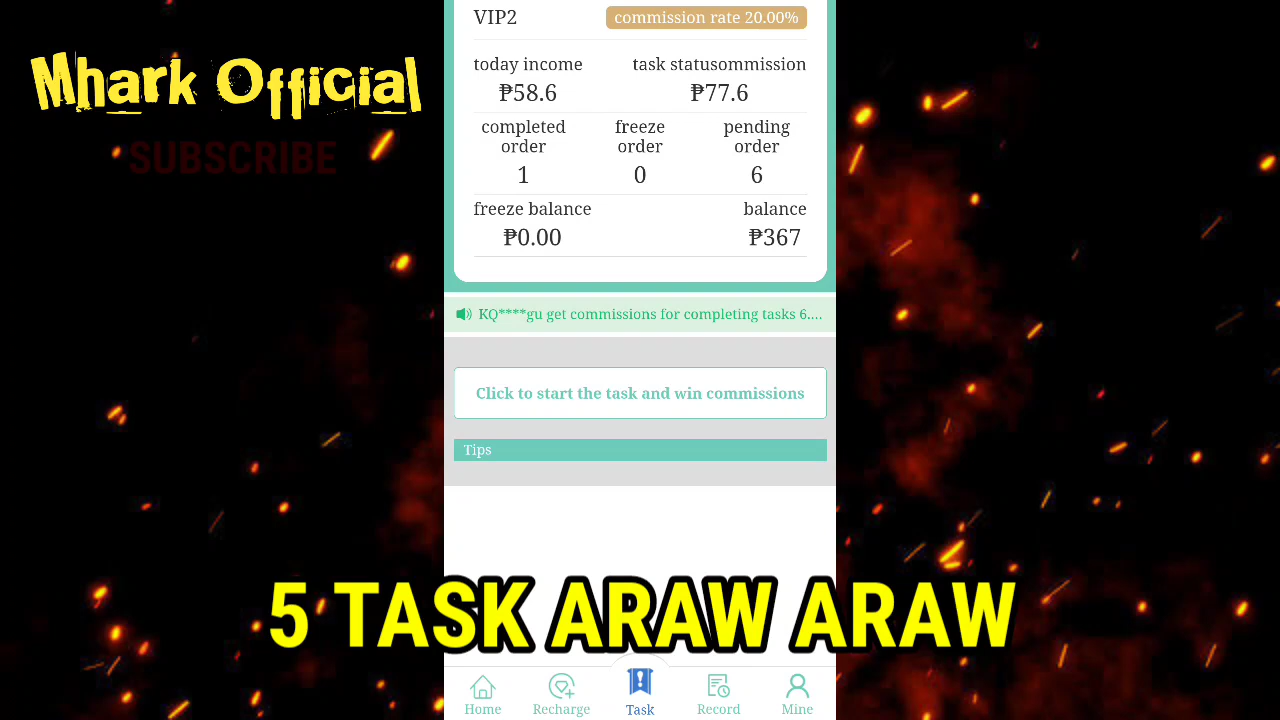 Mhark Official
SUBSCRIBE
VIP2
commission rate 20.00%
today income
task statusommission
₱58.6
₱77.6
completed order
freeze order
pending order
1
0
6
freeze balance
balance
₱0.00
₱367
KQ****gu get commissions for completing tasks 6....
Click to start the task and win commissions
Tips
5 TASK ARAW ARAW
Home
Recharge
Task
Record
Mine